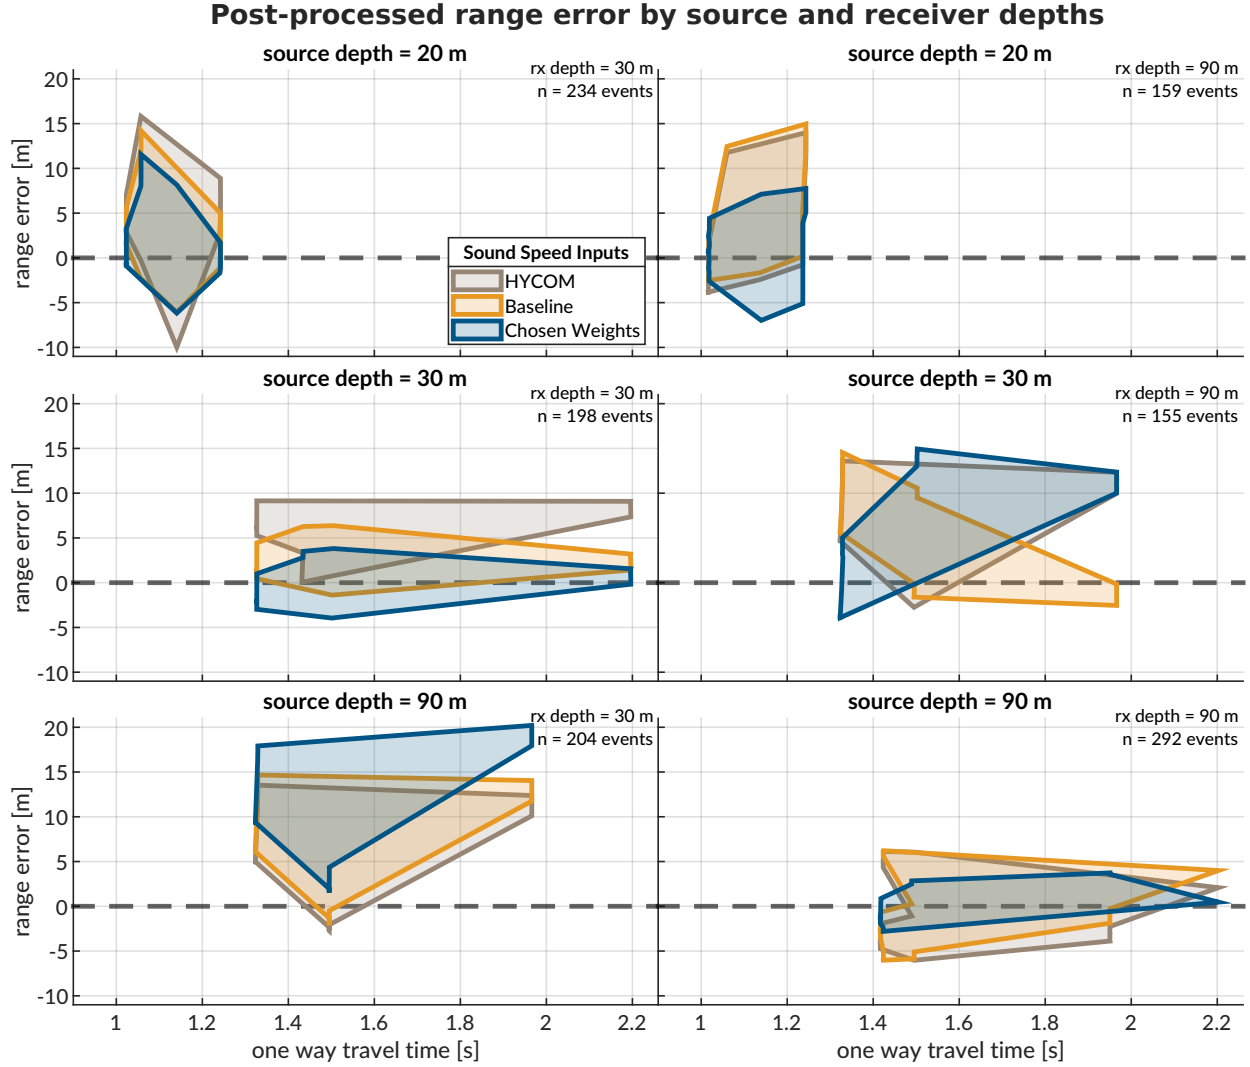 Post-processed range error by source and receiver depths
source depth = 20 m
rx depth = 30 m
n = 234 events
20
15
10
5
0
-5
-10
range error [m]
Sound Speed Inputs
HYCOM
Baseline
Chosen Weights
source depth = 20 m
rx depth = 90 m
n = 159 events
source depth = 30 m
rx depth = 30 m
n = 198 events
20
15
10
5
0
-5
-10
range error [m]
source depth = 30 m
rx depth = 90 m
n = 155 events
source depth = 90 m
rx depth = 30 m
n = 204 events
20
15
10
5
0
-5
-10
range error [m]
1 1.2 1.4 1.6 1.8 2 2.2
one way travel time [s]
source depth = 90 m
rx depth = 90 m
n = 292 events
1 1.2 1.4 1.6 1.8 2 2.2
one way travel time [s]